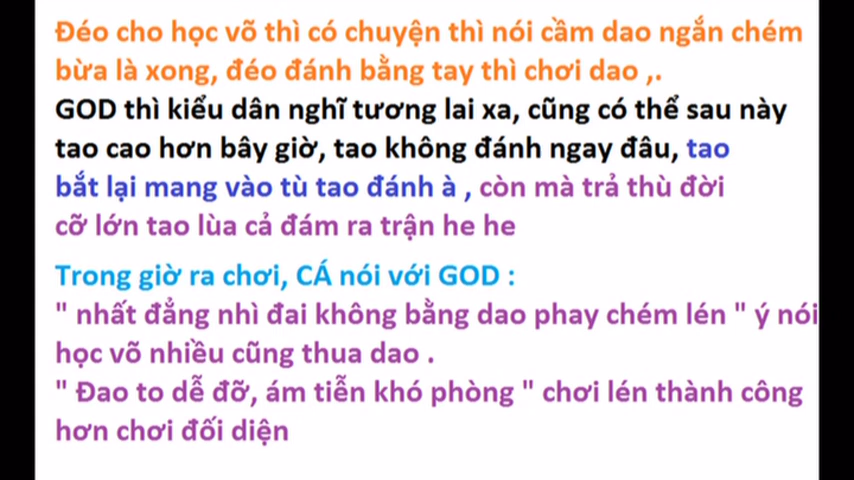 Đéo cho học võ thì có chuyện thì nói cầm dao ngắn chém
bừa là xong, đéo đánh bằng tay thì chơi dao ,.
GOD thì kiểu dân nghĩ tương lai xa, cũng có thể sau này
tao cao hơn bây giờ, tao không đánh ngay đâu, tao
bắt lại mang vào tù tao đánh à , còn mà trả thù đời
cỡ lớn tao lùa cả đám ra trận he he
Trong giờ ra chơi, CÁ nói với GOD :
" nhất đẳng nhì đai không bằng dao phay chém lén " ý nói
học võ nhiều cũng thua dao .
" Đao to dễ đỡ, ám tiễn khó phòng " chơi lén thành công
hơn chơi đối diện